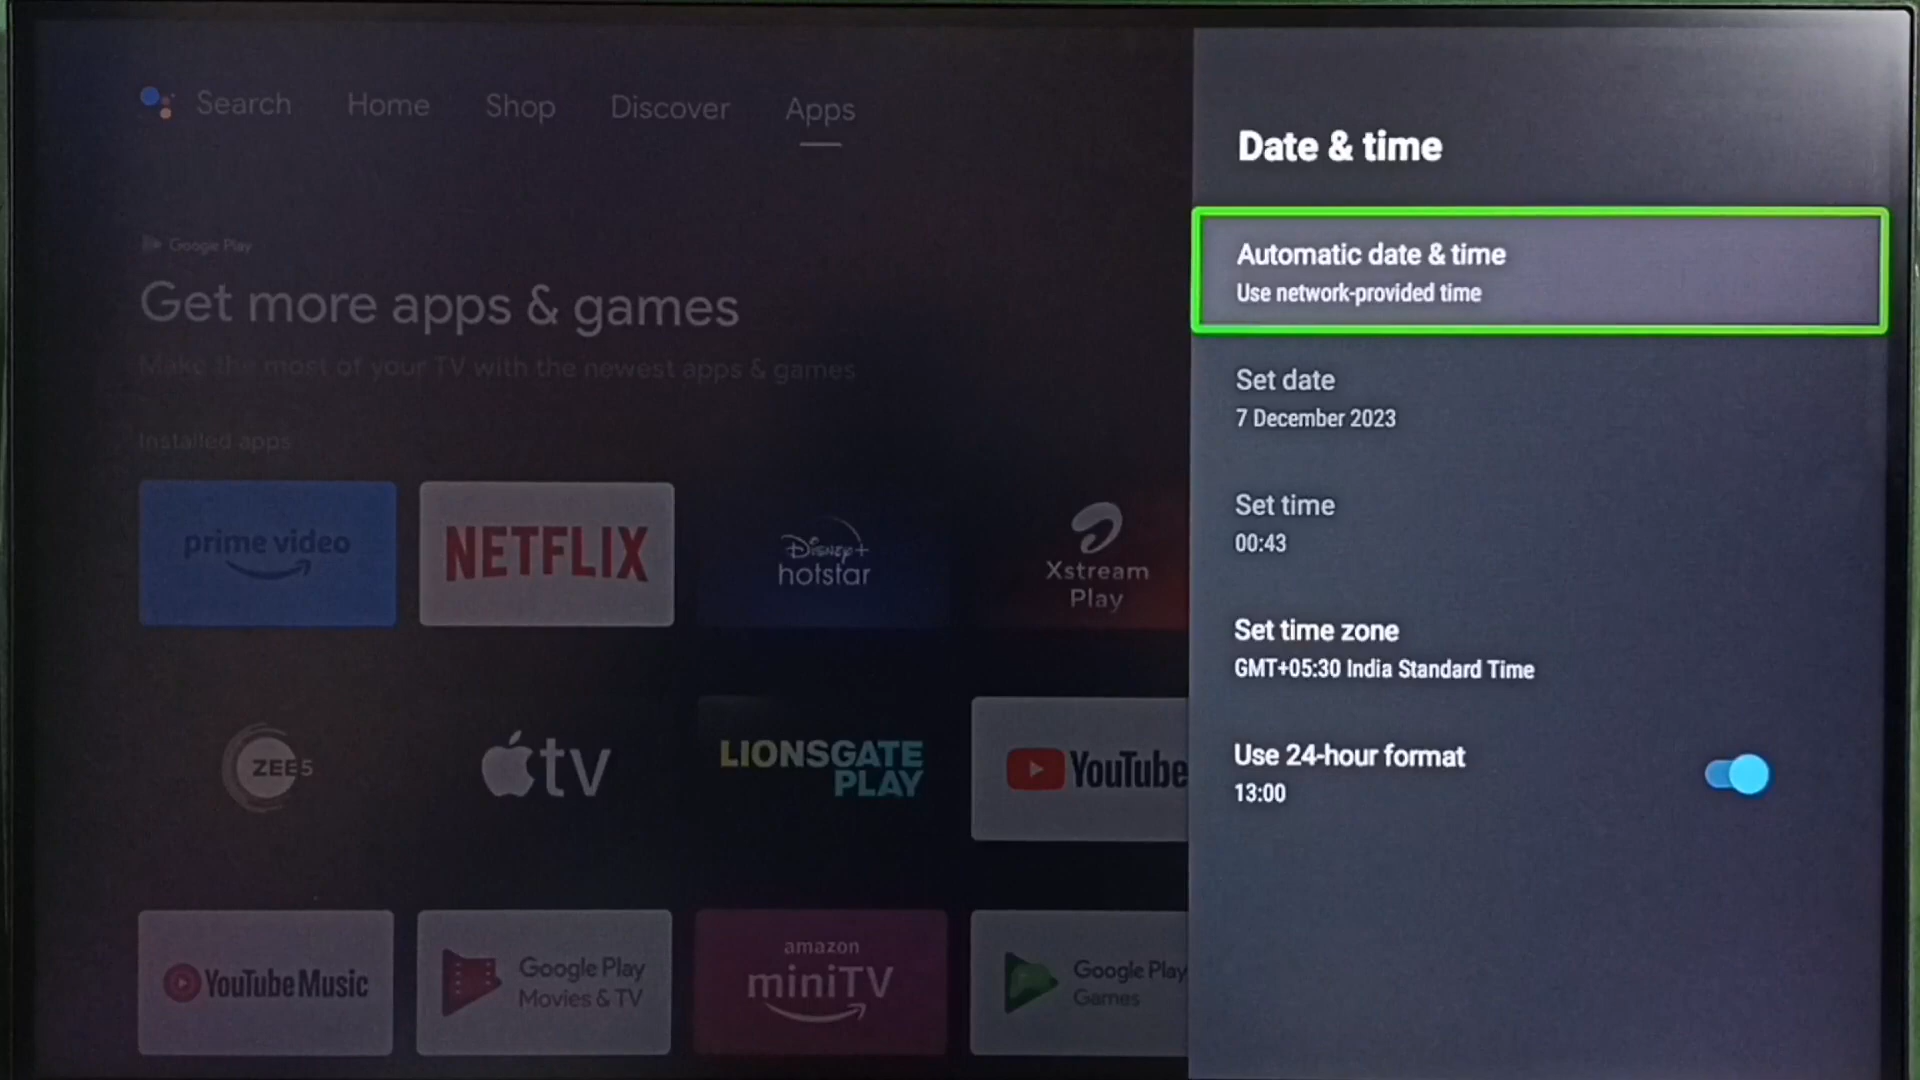 Search Home Shop Discover Apps
Google Play
Get more apps & games
Make the most of your TV with the newest apps & games
Installed apps
prime video
NETFLIX
Disney+
hotstar
Xstream
Play
ZEE5
tv
LIONSGATE
PLAY
YouTube
YouTube Music
Google Play
Movies & TV
amazon
miniTV
Google Play
Games
Date & time
Automatic date & time
Use network-provided time
Set date
7 December 2023
Set time
00:43
Set time zone
GMT+05:30 India Standard Time
Use 24-hour format
13:00